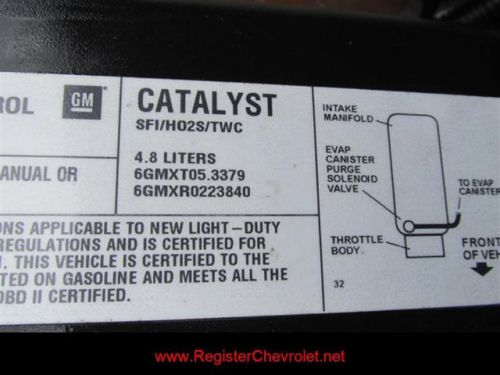 ROL
GM
CATALYST
SFI/HO2S/TWC
4.8 LITERS
6GMXT05.3379
6GMXR0223840
MANUAL OR
ONS APPLICABLE TO NEW LIGHT-DUTY
REGULATIONS AND IS CERTIFIED FOR
. THIS VEHICLE IS CERTIFIED TO THE
TED ON GASOLINE AND MEETS ALL THE
OBD II CERTIFIED.
INTAKE
MANIFOLD
EVAP
CANISTER
PURGE
SOLENOID
VALVE
TO EVAP
CANISTER
THROTTLE
BODY
FRONT
OF VEH
32
www.RegisterChevrolet.net